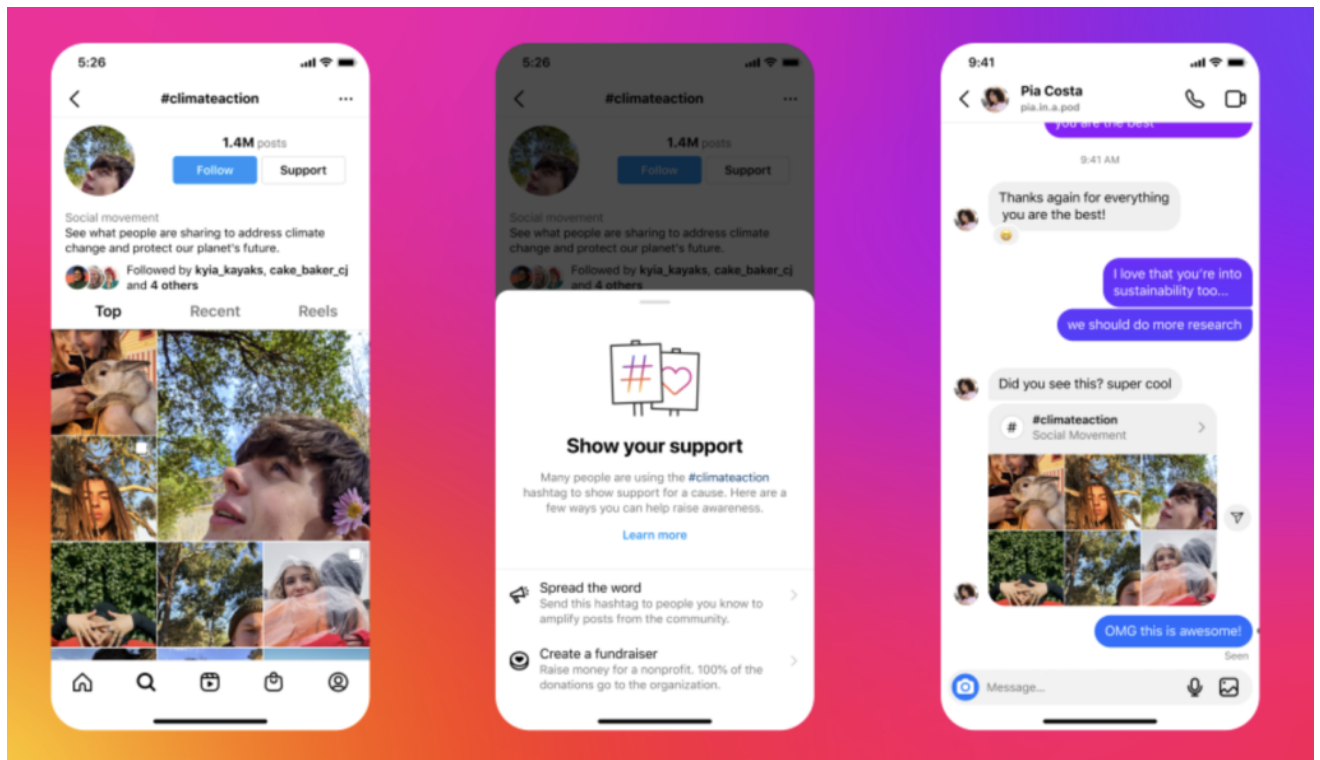 5:26
#climateaction
1.4M posts
Follow
Support
Social movement
See what people are sharing to address climate
change and protect our planet's future.
Followed by kyia_kayaks, cake_baker_cj
and 4 others
Top
Recent
Reels
5:26
#climateaction
1.4M posts
Follow
Support
Social movement
See what people are sharing to address climate
change and protect our planet's future.
Followed by kyia_kayaks, cake_baker_cj
and 4 others
#
Show your support
Many people are using the #climateaction
hashtag to show support for a cause. Here are a
few ways you can help raise awareness.
Learn more
Spread the word
Send this hashtag to people you know to
amplify posts from the community.
Create a fundraiser
Raise money for a nonprofit. 100% of the
donations go to the organization.
9:41
Pia Costa
pia.in.a.pod
you are the best
9:41 AM
Thanks again for everything
you are the best!
I love that you're into
sustainability too...
we should do more research
Did you see this? super cool
#
#climateaction
Social Movement
OMG this is awesome!
Seen
Message...